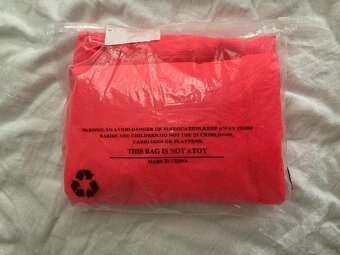 WARNING:TO AVOID DANGER OF SUFFOCATION,KEEP AWAY FROM
BABIES AND CHILDREN.DO NOT USE IN CRIBS,BEDS,
CARRIAGES OR PLAYPENS.
THIS BAG IS NOT A TOY
MADE IN CHINA